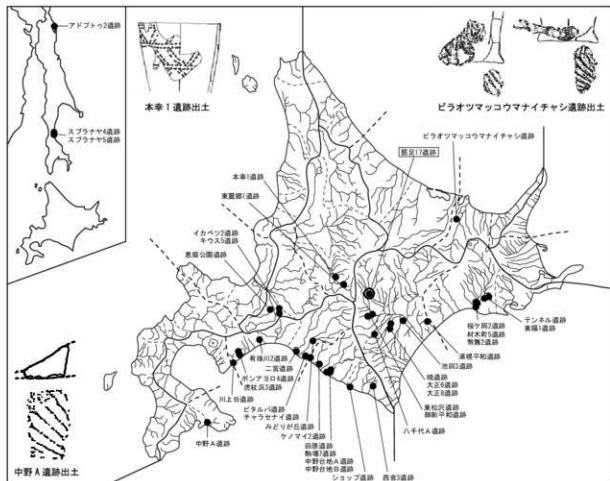 アドブトゥ2遺跡
スブラナヤ4遺跡
スブラナヤ5遺跡
本幸1遺跡出土
ピラオツマッコウマナイチャシ遺跡出土
ピラオツマッコウマナイチャシ遺跡
本幸1遺跡
東麓郷1遺跡
イカベツ2遺跡
キウス5遺跡
恵庭公園遺跡
テンネル遺跡
東陽1遺跡
桜ケ岡2遺跡
材木町5遺跡
幣舞2遺跡
浦幌平和遺跡
池田3遺跡
暁遺跡
大正6遺跡
大正8遺跡
東松沢遺跡
御影平和遺跡
八千代A遺跡
有珠川2遺跡
二宮遺跡
ポンアヨロ4遺跡
虎杖浜3遺跡
川上B遺跡
ピタルパ遺跡
チャラセナイ遺跡
みどりが丘遺跡
ケノマイ2遺跡
田原遺跡
駒場7遺跡
中野台地A遺跡
中野台地B遺跡
ショップ遺跡
西舎3遺跡
中野A遺跡
中野A遺跡出土